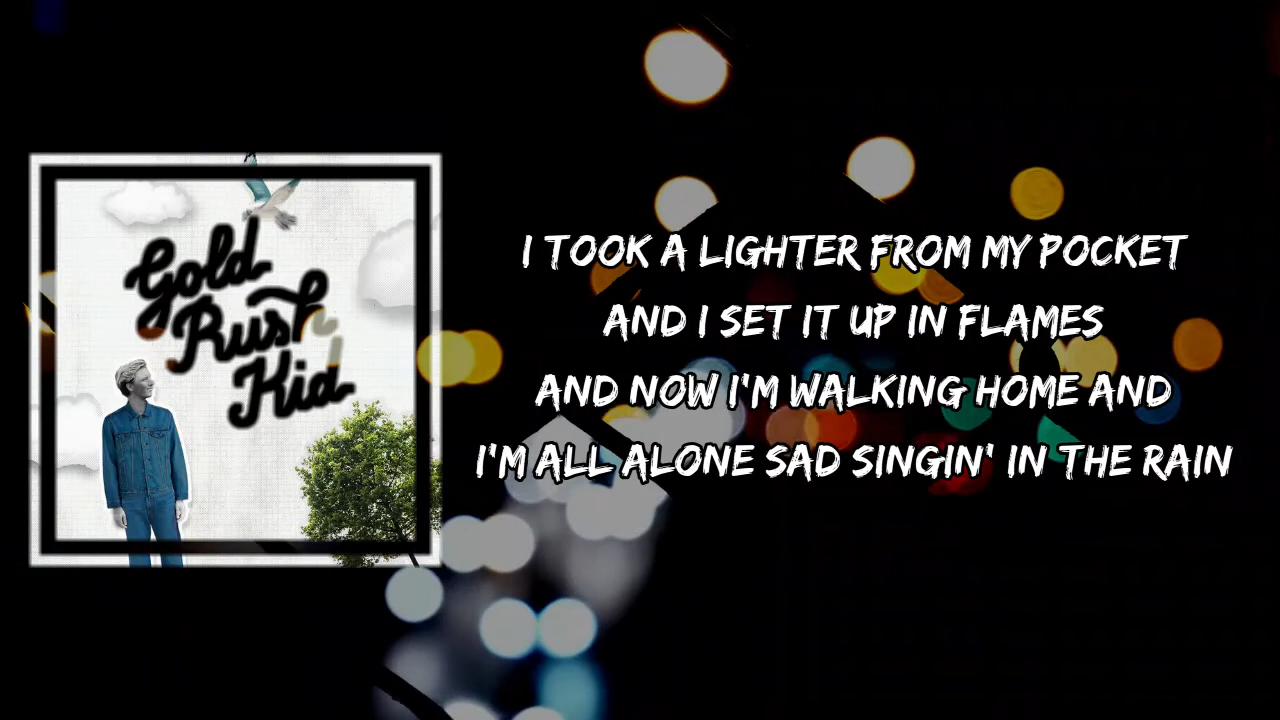 Gold
Rush
Kid
I TOOK A LIGHTER FROM MY POCKET
AND I SET IT UP IN FLAMES
AND NOW I'M WALKING HOME AND
I'M ALL ALONE SAD SINGIN' IN THE RAIN